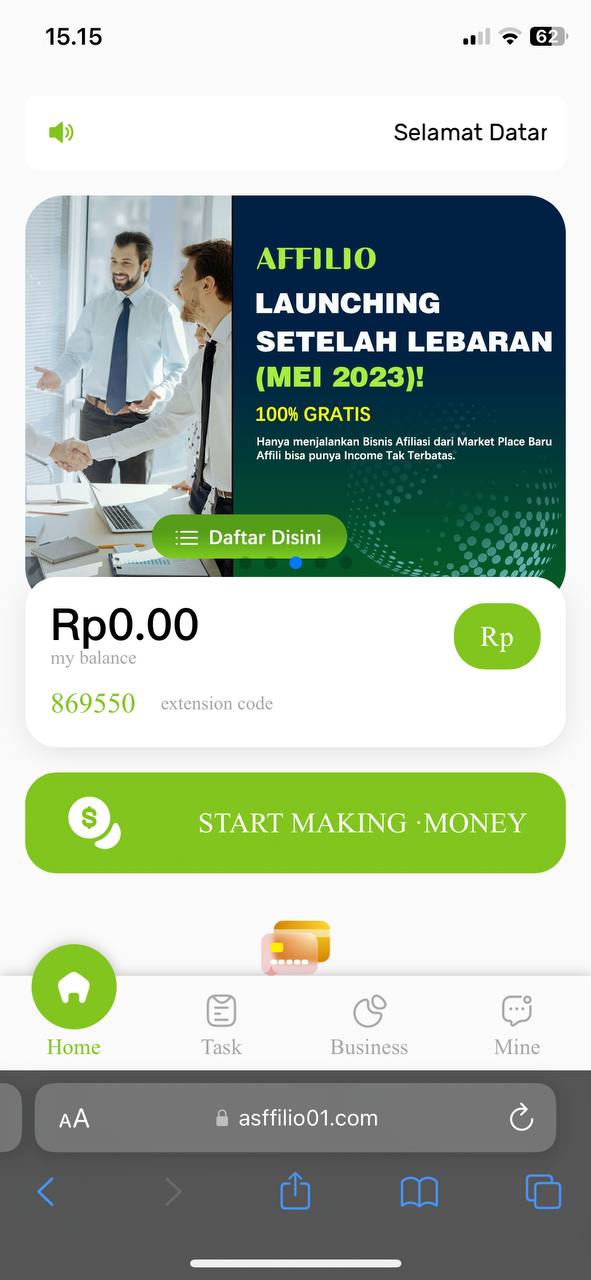 15.15
62
Selamat Datar
AFFILIO
LAUNCHING
SETELAH LEBARAN
(MEI 2023)!
100% GRATIS
Hanya menjalankan Bisnis Afiliasi dari Market Place Baru
Affili bisa punya Income Tak Terbatas.
Daftar Disini
Rp0.00
Rp
my balance
869550 extension code
START MAKING ·MONEY
Home
Task
Business
Mine
AA
asffilio01.com